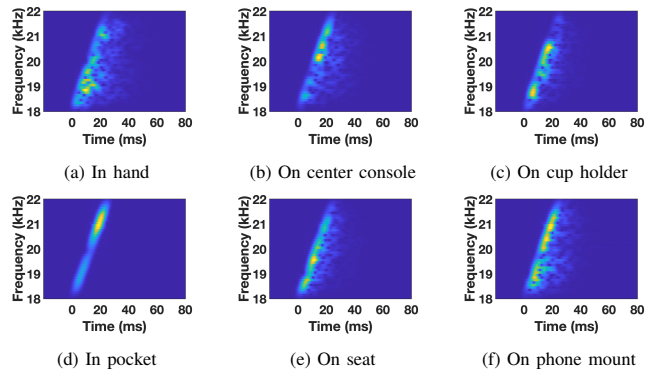 22
21
20
19
18
Frequency (kHz)
0 20 40 60 80
Time (ms)
(a) In hand
22
21
20
19
18
Frequency (kHz)
0 20 40 60 80
Time (ms)
(b) On center console
22
21
20
19
18
Frequency (kHz)
0 20 40 60 80
Time (ms)
(c) On cup holder
22
21
20
19
18
Frequency (kHz)
0 20 40 60 80
Time (ms)
(d) In pocket
22
21
20
19
18
Frequency (kHz)
0 20 40 60 80
Time (ms)
(e) On seat
22
21
20
19
18
Frequency (kHz)
0 20 40 60 80
Time (ms)
(f) On phone mount